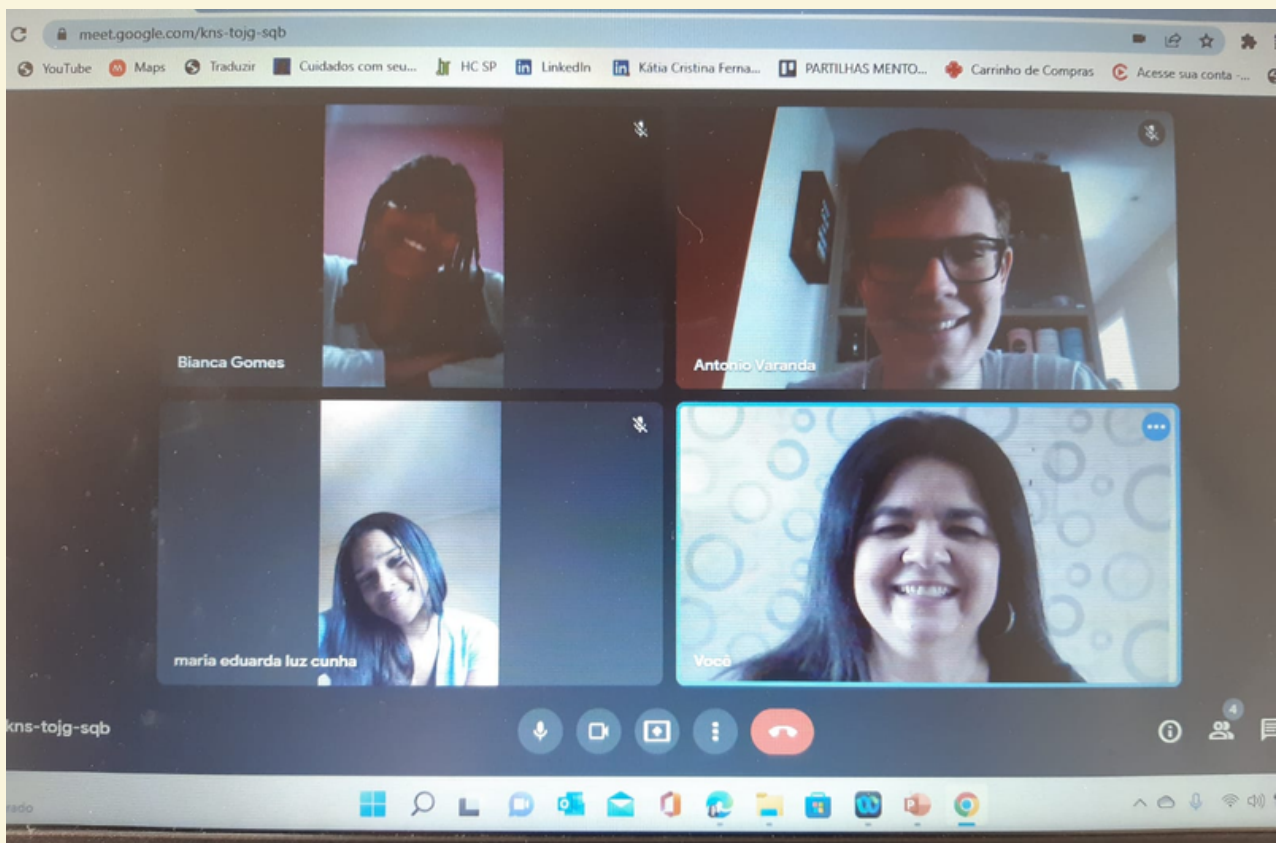 meet.google.com/kns-tojg-sqb
YouTube Maps Traduzir Cuidados com seu... HC SP LinkedIn Kátia Cristina Ferna... PARTILHAS MENTO... Carrinho de Compras Acesse sua conta -...
Bianca Gomes
Antonio Varanda
maria eduarda luz cunha
Você
kns-tojg-sqb
4